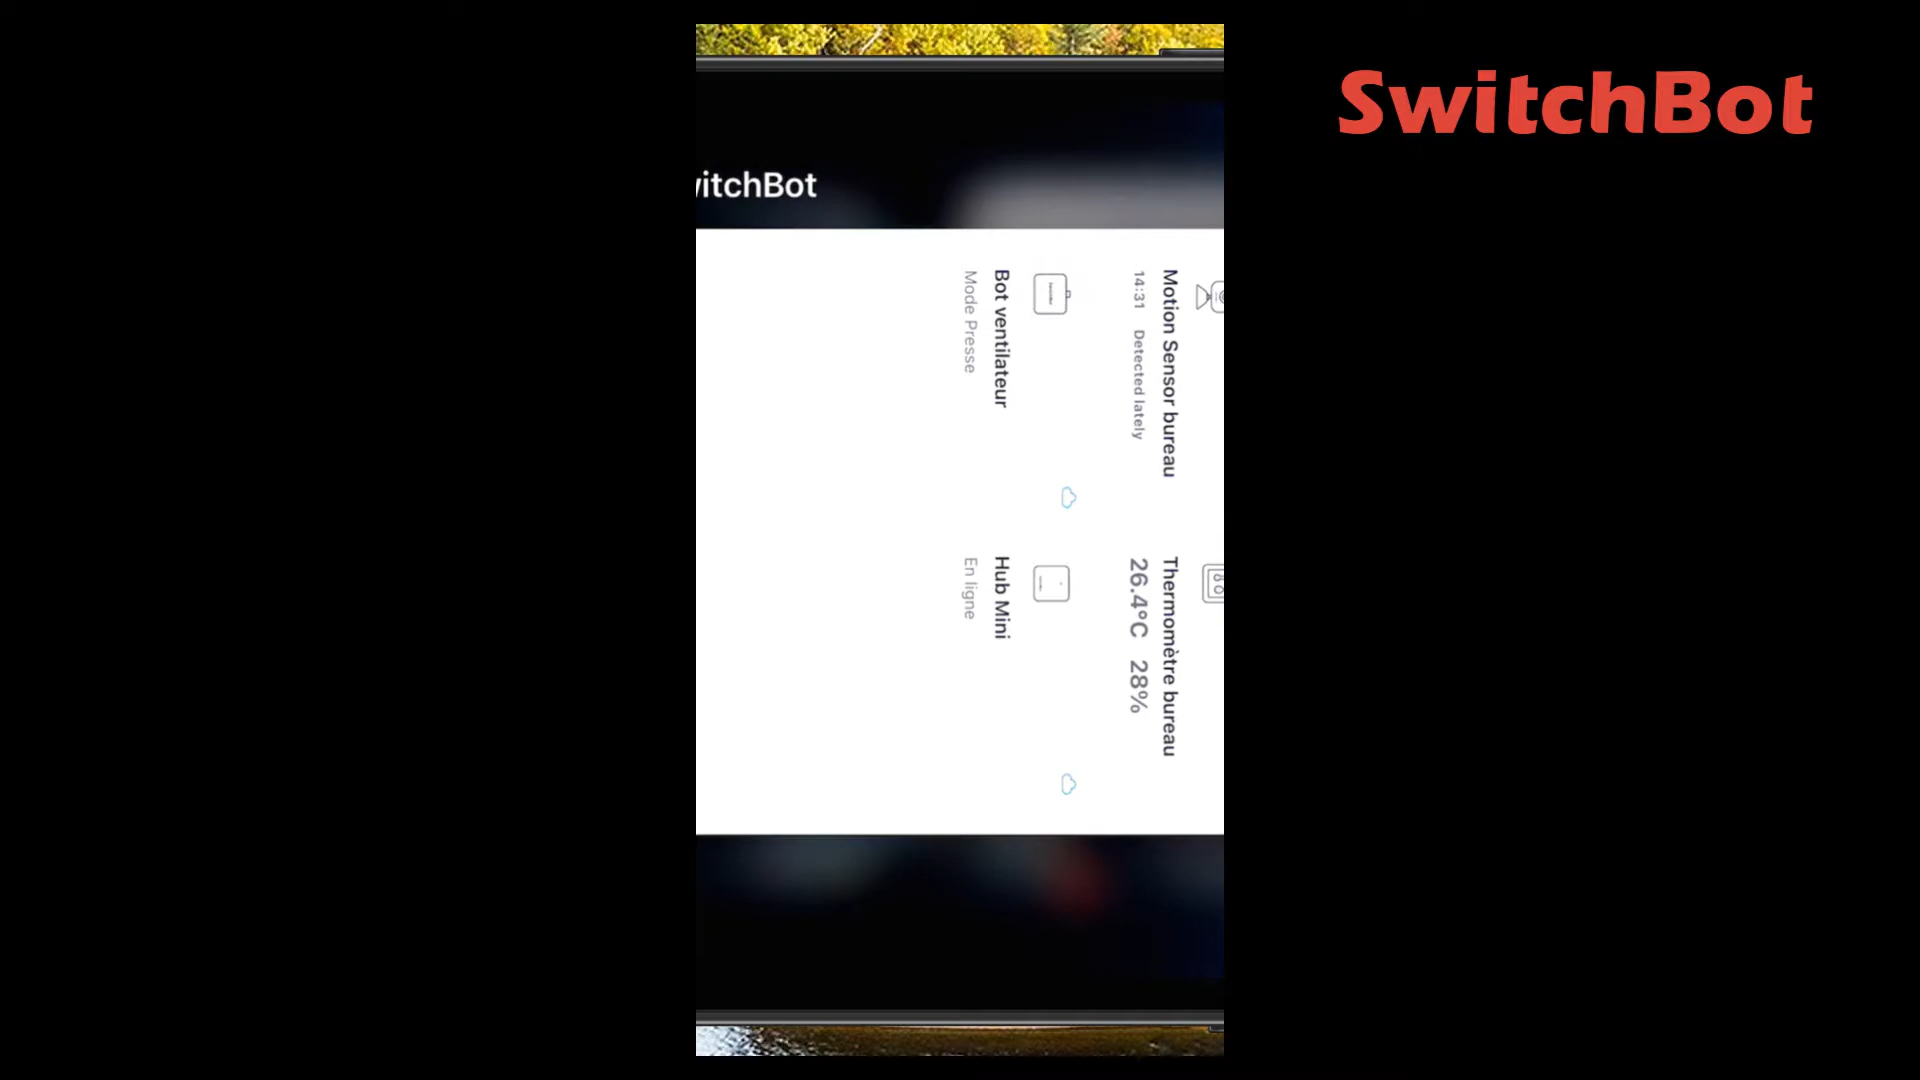 SwitchBot
witchBot
Motion Sensor bureau
14:31 Detected lately
Thermomètre bureau
26.4°C 28%
Bot ventilateur
Mode Presse
Hub Mini
En ligne